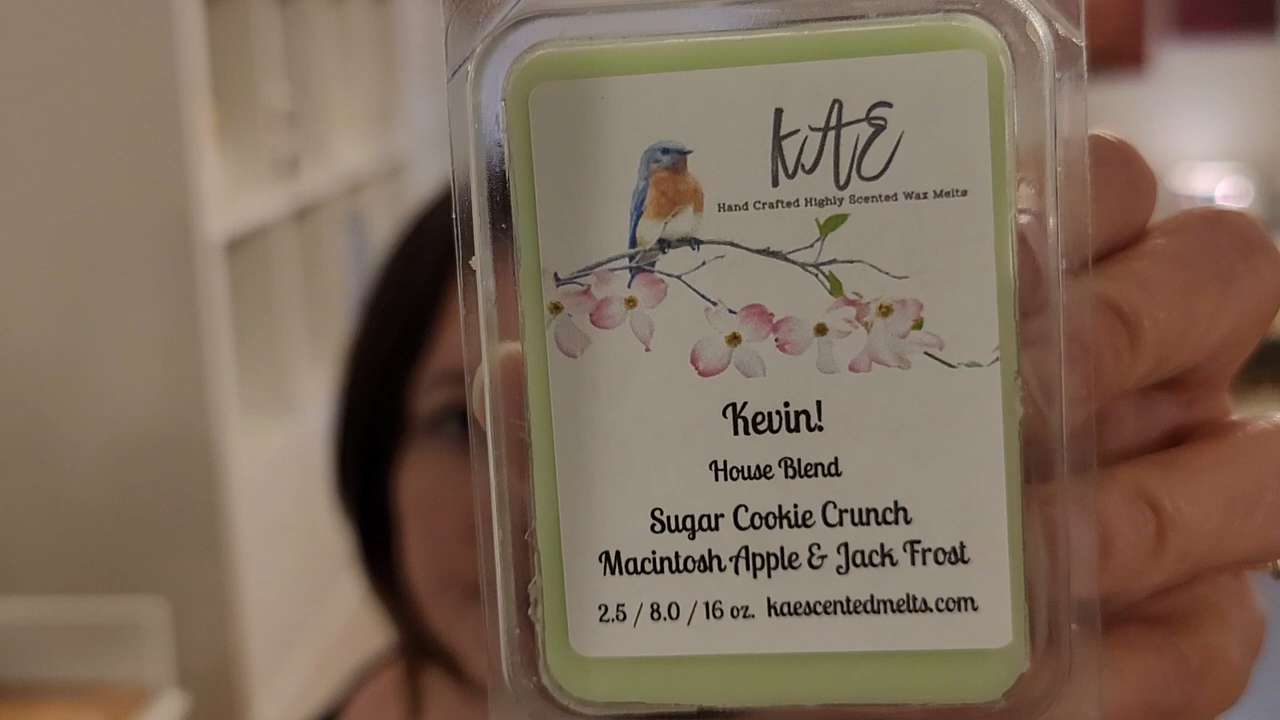 KAE
Hand Crafted Highly Scented Wax Melts
Kevin!
House Blend
Sugar Cookie Crunch
Macintosh Apple & Jack Frost
2.5 / 8.0 / 16 oz. kaescentedmelts.com